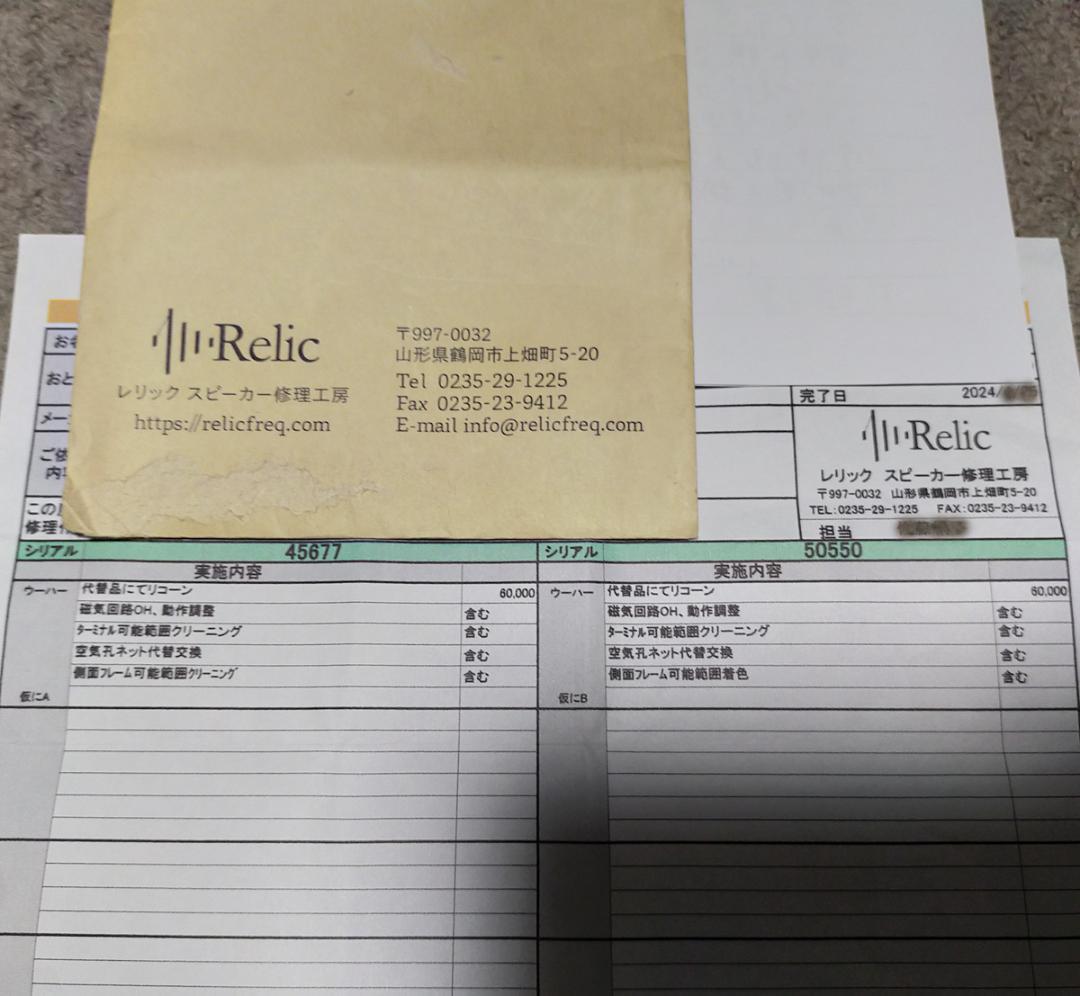 Relic
レリック スピーカー修理工房
https://relicfreq.com
〒997-0032
山形県鶴岡市上畑町5-20
Tel 0235-29-1225
Fax 0235-23-9412
E-mail info@relicfreq.com
お
おと
メー
ご依
内
この
修理
完了日 2024/
Relic
レリック スピーカー修理工房
〒997-0032 山形県鶴岡市上畑町5-20
TEL:0235-29-1225 FAX:0235-23-9412
担当
シリアル 45677 シリアル 50550
実施内容 実施内容
ウーハー 代替品にてリコーン 60,000 ウーハー 代替品にてリコーン 60,000
磁気回路OH、動作調整 含む 磁気回路OH、動作調整 含む
ターミナル可能範囲クリーニング 含む ターミナル可能範囲クリーニング 含む
空気孔ネット代替交換 含む 空気孔ネット代替交換 含む
側面フレーム可能範囲クリーニング 含む 側面フレーム可能範囲着色 含む
仮にA 仮にB